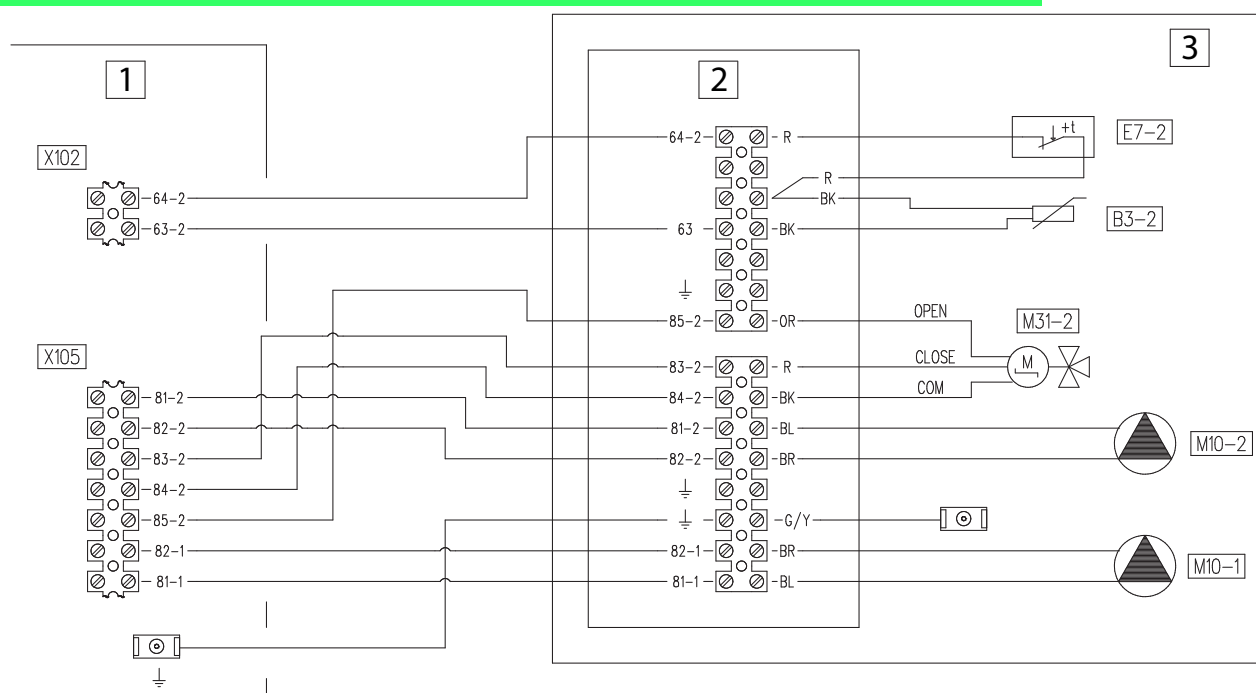 1
2
3
X102
64-2
63-2
64-2
R
+t
E7-2
R
BK
B3-2
63
BK
85-2
OR
OPEN
M31-2
M
X105
83-2
R
CLOSE
84-2
BK
COM
81-2
81-2
BL
82-2
82-2
BR
M10-2
83-2
84-2
85-2
G/Y
82-1
82-1
BR
81-1
81-1
BL
M10-1